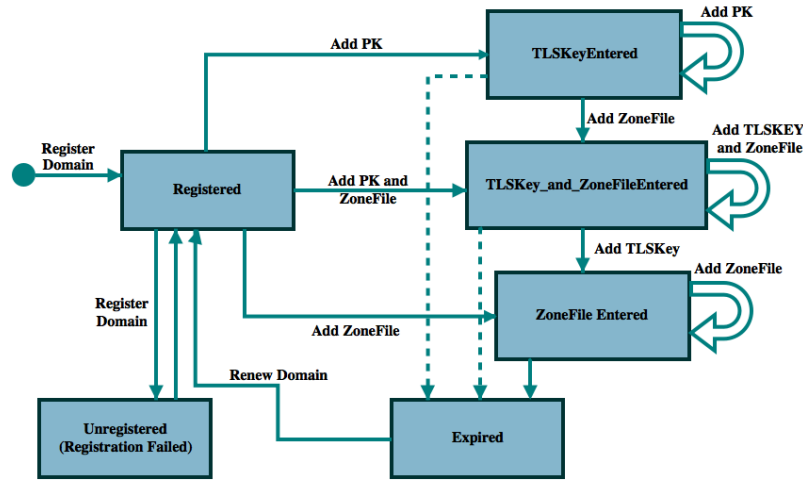 Add PK
Add PK
TLSKeyEntered
Add ZoneFile
Add TLSKEY
and ZoneFile
Register
Domain
Registered
Add PK and
ZoneFile
TLSKey_and_ZoneFileEntered
Add TLSKey
Add ZoneFile
Register
Domain
Add ZoneFile
ZoneFile Entered
Renew Domain
Unregistered
(Registration Failed)
Expired